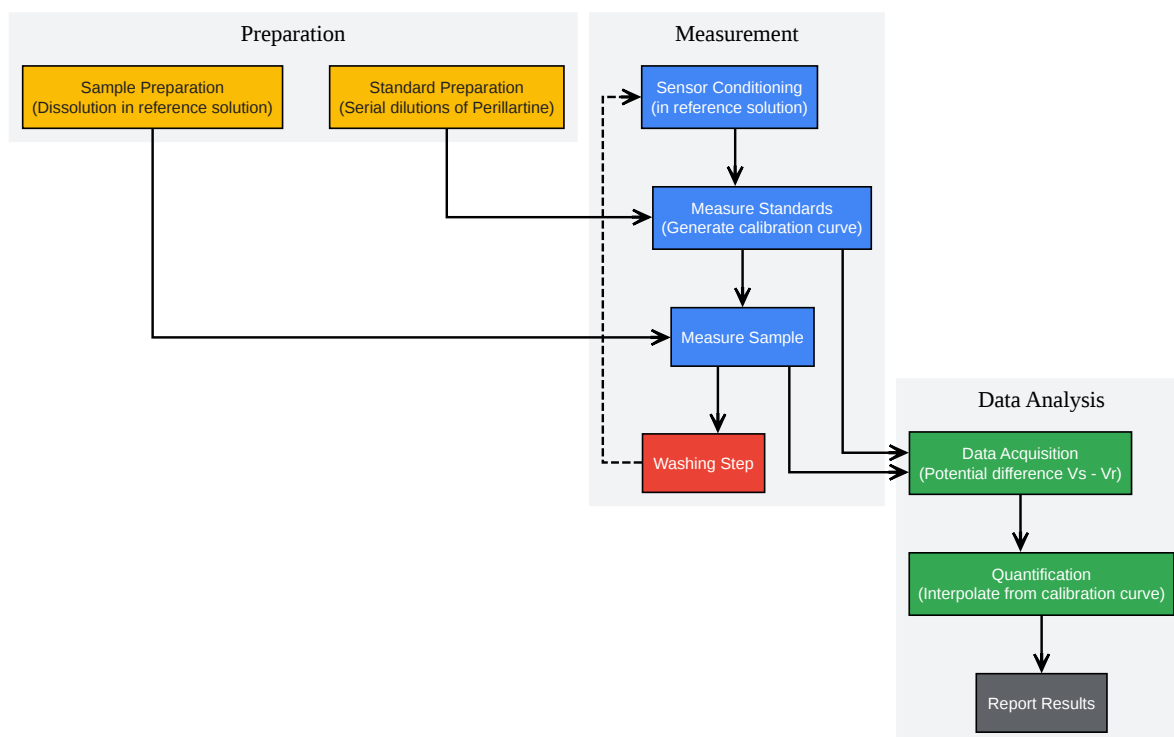 Preparation
Sample Preparation
(Dissolution in reference solution)
Standard Preparation
(Serial dilutions of Perillartine)
Measurement
Sensor Conditioning
(in reference solution)
Measure Standards
(Generate calibration curve)
Measure Sample
Washing Step
Data Analysis
Data Acquisition
(Potential difference Vs - Vr)
Quantification
(Interpolate from calibration curve)
Report Results